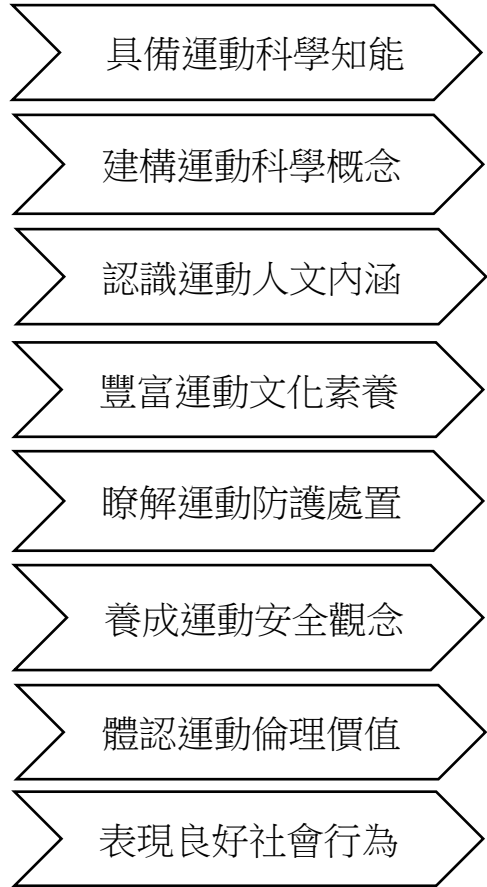 具備運動科學知能
建構運動科學概念
認識運動人文內涵
豐富運動文化素養
瞭解運動防護處置
養成運動安全觀念
體認運動倫理價值
表現良好社會行為